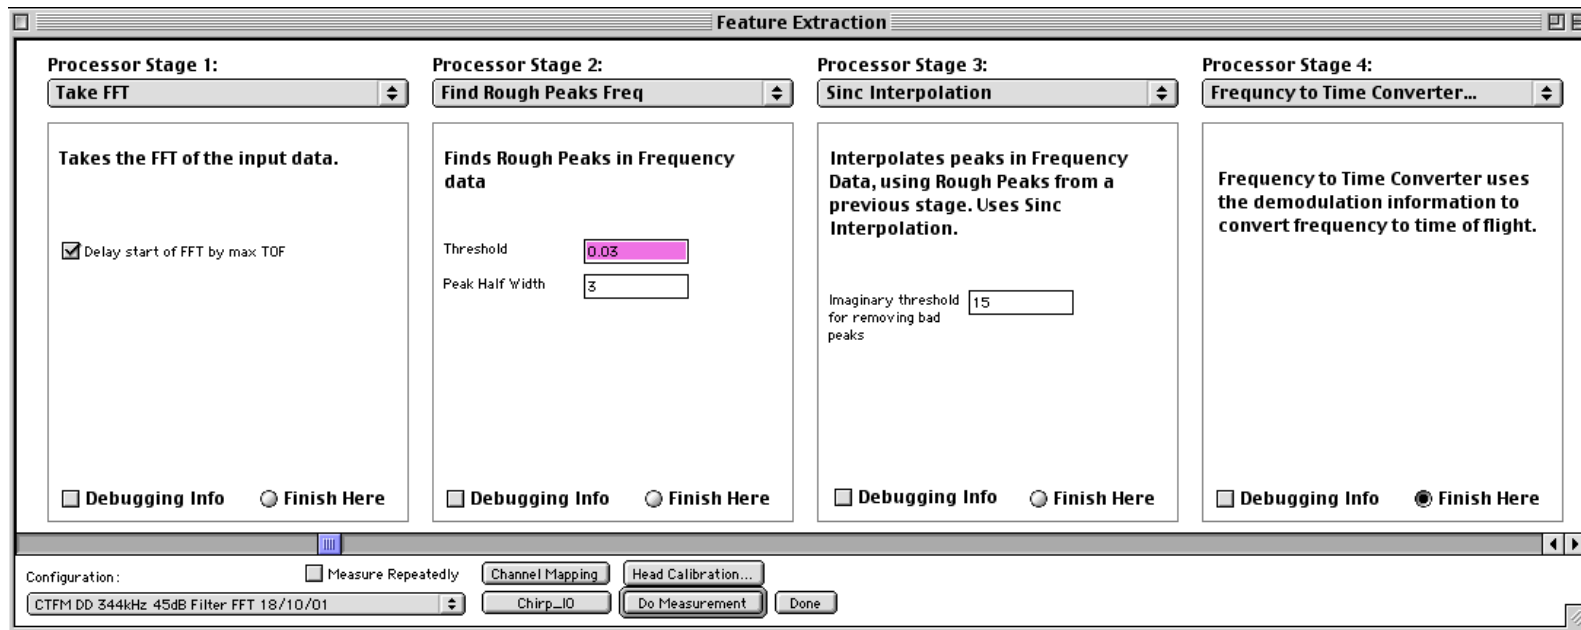 Feature Extraction
Processor Stage 1:
Take FFT
Takes the FFT of the input data.
Delay start of FFT by max TOF
Debugging Info
Finish Here
Processor Stage 2:
Find Rough Peaks Freq
Finds Rough Peaks in Frequency
data
Threshold
0.03
Peak Half Width
3
Debugging Info
Finish Here
Processor Stage 3:
Sinc Interpolation
Interpolates peaks in Frequency
Data, using Rough Peaks from a
previous stage. Uses Sinc
Interpolation.
Imaginary threshold
for removing bad
peaks
15
Debugging Info
Finish Here
Processor Stage 4:
Frequncy to Time Converter...
Frequency to Time Converter uses
the demodulation information to
convert frequency to time of flight.
Debugging Info
Finish Here
Configuration:
Measure Repeatedly
Channel Mapping
Head Calibration...
CTFM DD 344kHz 45dB Filter FFT 18/10/01
Chirp_IO
Do Measurement
Done